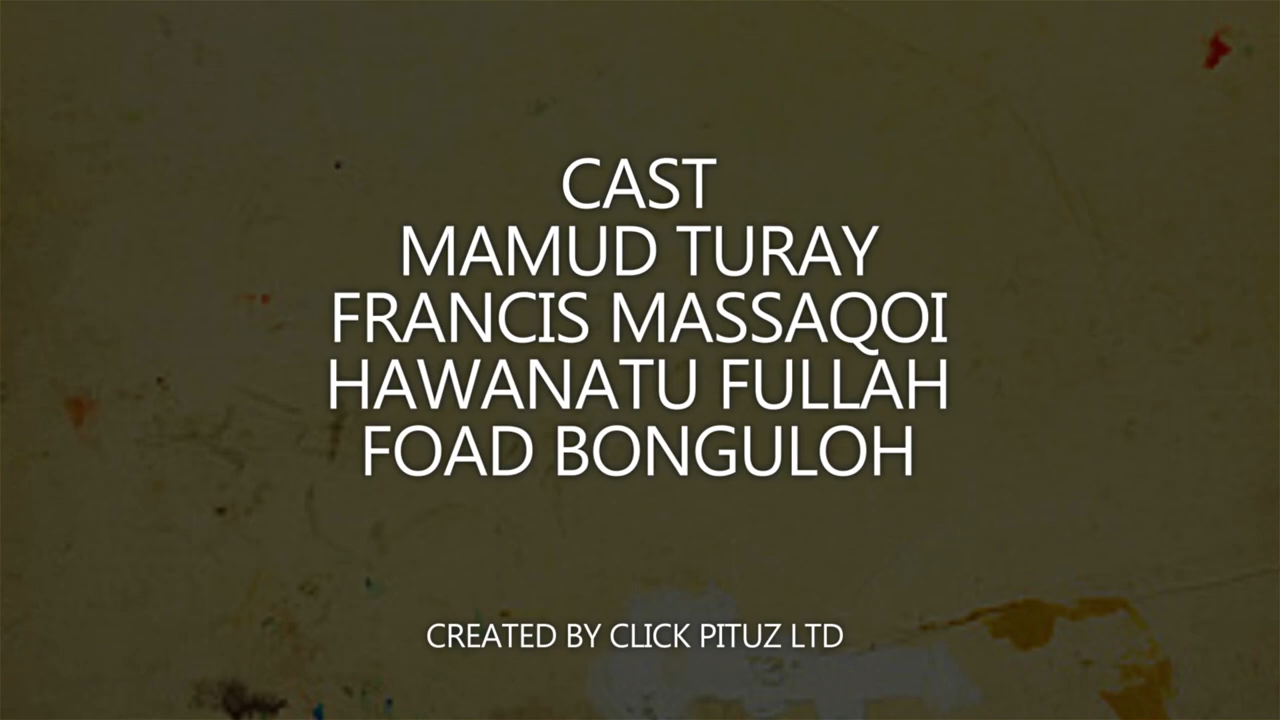 CAST
MAMUD TURAY
FRANCIS MASSAQOI
HAWANATU FULLAH
FOAD BONGULOH
CREATED BY CLICK PITUZ LTD